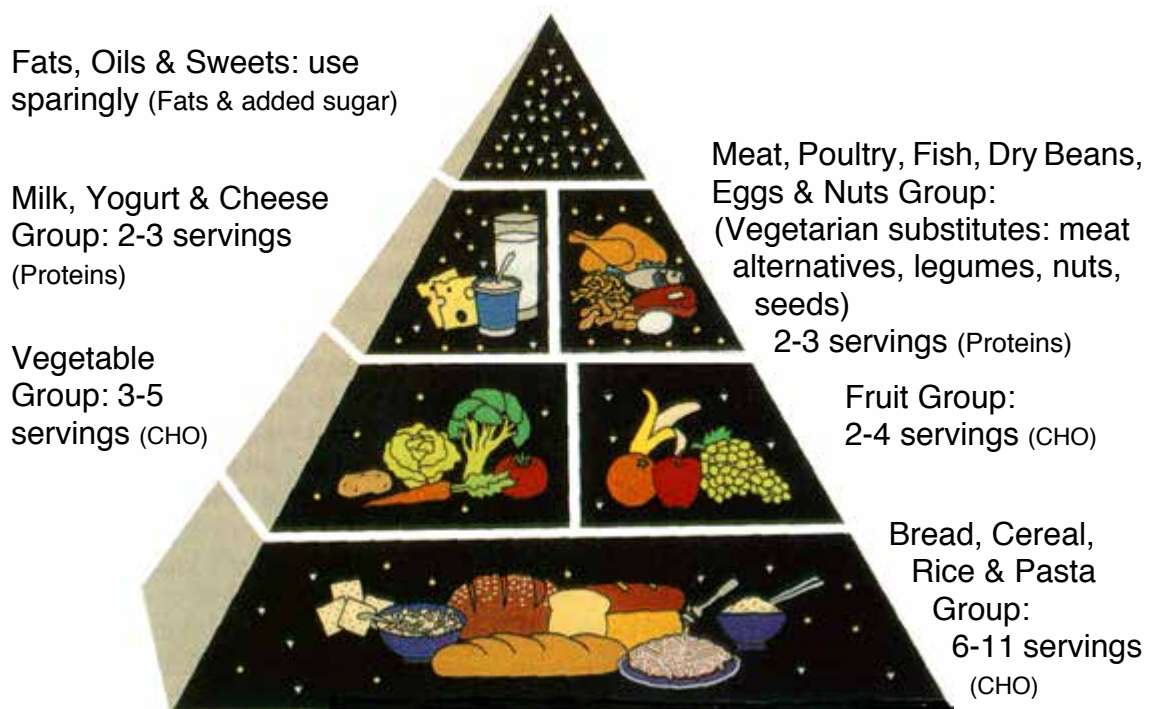 Fats, Oils & Sweets: use
sparingly (Fats & added sugar)
Milk, Yogurt & Cheese
Group: 2-3 servings
(Proteins)
Meat, Poultry, Fish, Dry Beans,
Eggs & Nuts Group:
(Vegetarian substitutes: meat
alternatives, legumes, nuts,
seeds)
2-3 servings (Proteins)
Vegetable
Group: 3-5
servings (CHO)
Fruit Group:
2-4 servings (CHO)
Bread, Cereal,
Rice & Pasta
Group:
6-11 servings
(CHO)